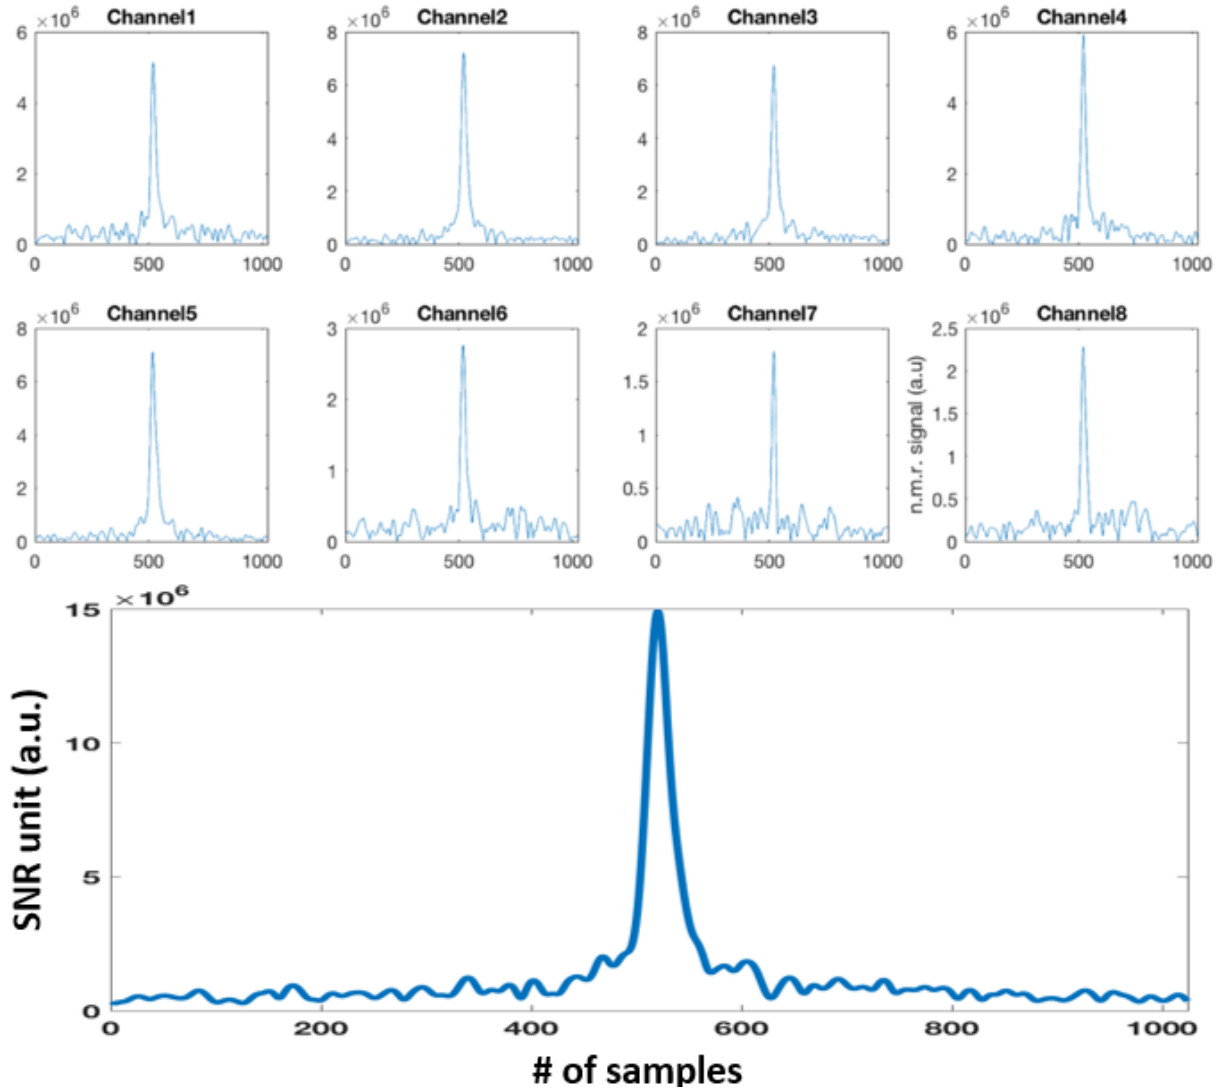 Channel1 Channel2 Channel3 Channel4
×10⁶ ×10⁶ ×10⁶ ×10⁶
6 8 8 6
6 6
4 4 4 4
2 2 2 2
0 0 0 0
0 500 1000 0 500 1000 0 500 1000 0 500 1000
Channel5 Channel6 Channel7 Channel8
×10⁶ ×10⁶ ×10⁶ ×10⁶
8 3 2 2.5
6 2 1.5 2
4 1 1.5
2 1 0.5 1
0.5
0 0 0 0
n.m.r. signal (a.u)
0 500 1000 0 500 1000 0 500 1000 0 500 1000
×10⁶
15
10
5
0
SNR unit (a.u.)
0 200 400 600 800 1000
# of samples